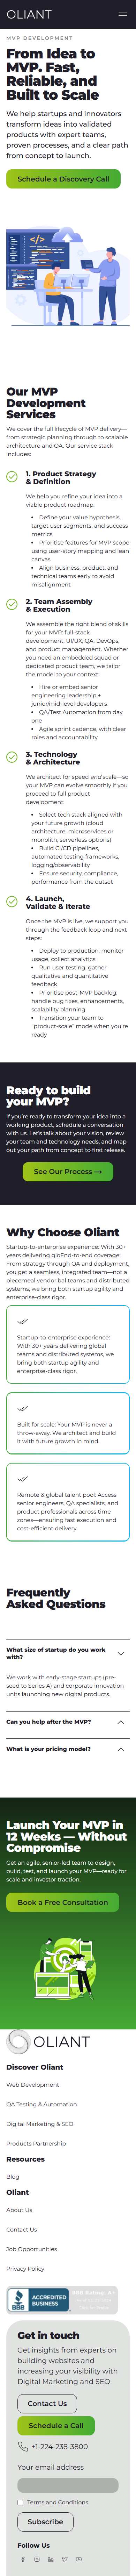 OLIANT
MVP DEVELOPMENT
From Idea to
MVP. Fast,
Reliable, and
Built to Scale
We help startups and innovators
transform ideas into validated
products with expert teams,
proven processes, and a clear path
from concept to launch.
Schedule a Discovery Call
Our MVP
Development
Services
We cover the full lifecycle of MVP delivery—
from strategic planning through to scalable
architecture and QA. Our service stack
includes:
1. Product Strategy
& Definition
We help you refine your idea into a
viable product roadmap:
• Define your value hypothesis,
target user segments, and success
metrics
• Prioritise features for MVP scope
using user-story mapping and lean
canvas
• Align business, product, and
technical teams early to avoid
misalignment
2. Team Assembly
& Execution
We assemble the right blend of skills
for your MVP: full-stack
development, UI/UX, QA, DevOps,
and product management. Whether
you need an embedded squad or
dedicated product team, we tailor
the model to your context:
• Hire or embed senior
engineering leadership +
junior/mid-level developers
• QA/Test Automation from day
one
• Agile sprint cadence, with clear
roles and accountability
3. Technology
& Architecture
We architect for speed and scale—so
your MVP can evolve smoothly if you
pivot to full product
development:
• Select tech stack aligned with
your future growth (cloud
architecture, microservices or
monolith, serverless options)
• Build CI/CD pipelines,
automated testing frameworks,
logging/observability
• Ensure security, compliance,
performance from the outset
4. Launch,
Validate & Iterate
Once the MVP is live, we support you
through the feedback loop and next
steps:
• Deploy to production, monitor
usage, collect analytics
• Run user testing, gather
qualitative and quantitative
feedback
• Prioritise post-MVP backlog:
handle bug fixes, enhancements,
scalability planning
• Transition your team to
“product-scale” mode when you’re
ready
Ready to build
your MVP?
If you’re ready to transform your idea into a
working product, schedule a conversation
with us. Let’s talk about your vision, review
your team and technology needs, and map
out your path from concept to first release.
See Our Process ⟶
Why Choose Oliant
Startup-to-enterprise experience: With 30+
years delivering global end-to-end coverage:
From strategy through QA and deployment,
you get a seamless, integrated team—not a
peripheral vendor
Startup-to-enterprise experience:
With 30+ years delivering global
teams and distributed systems, we
bring both startup agility and
enterprise-class rigor.
Built for scale: Your MVP is never a
throw-away. We architect and build
it with future growth in mind.
Remote & global talent pool: Access
senior engineers, QA specialists, and
product professionals across time
zones—ensuring fast execution and
cost-efficient delivery.
Frequently
Asked Questions
What size of startup do you work
with?
We work with early-stage startups (pre-
seed to Series A) and corporate innovation
units launching new digital products.
Can you help after the MVP?
What is your pricing model?
Launch Your MVP in
12 Weeks — Without
Compromise
Get an agile, senior-led team to design,
build, test, and launch your MVP—ready for
scale and investor traction.
Book a Free Consultation
OLIANT
Discover Oliant
Web Development
QA Testing & Automation
Digital Marketing & SEO
Products Partnership
Resources
Blog
Oliant
About Us
Contact Us
Job Opportunities
Privacy Policy
BBB
ACCREDITED
BUSINESS
Get in touch
Get insights from experts on
building websites and
increasing your visibility with
Digital Marketing and SEO
Contact Us
Schedule a Call
+1-224-238-3800
Your email address
Terms and Conditions
Subscribe
Follow Us